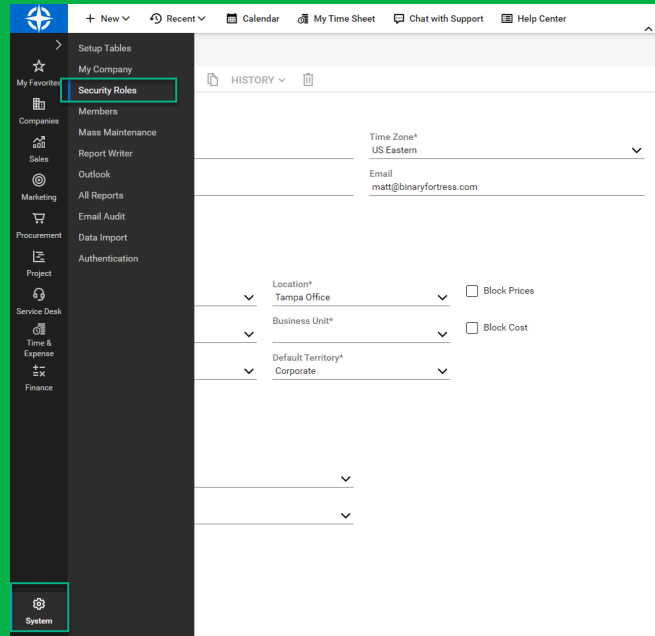 New
Recent
Calendar
My Time Sheet
Chat with Support
Help Center
My Favorites
Companies
Sales
Marketing
Procurement
Project
Service Desk
Time &
Expense
Finance
System
Setup Tables
My Company
Security Roles
Members
Mass Maintenance
Report Writer
Outlook
All Reports
Email Audit
Data Import
Authentication
HISTORY
Time Zone*
US Eastern
Email
matt@binaryfortress.com
Location*
Tampa Office
Block Prices
Business Unit*
Block Cost
Default Territory*
Corporate